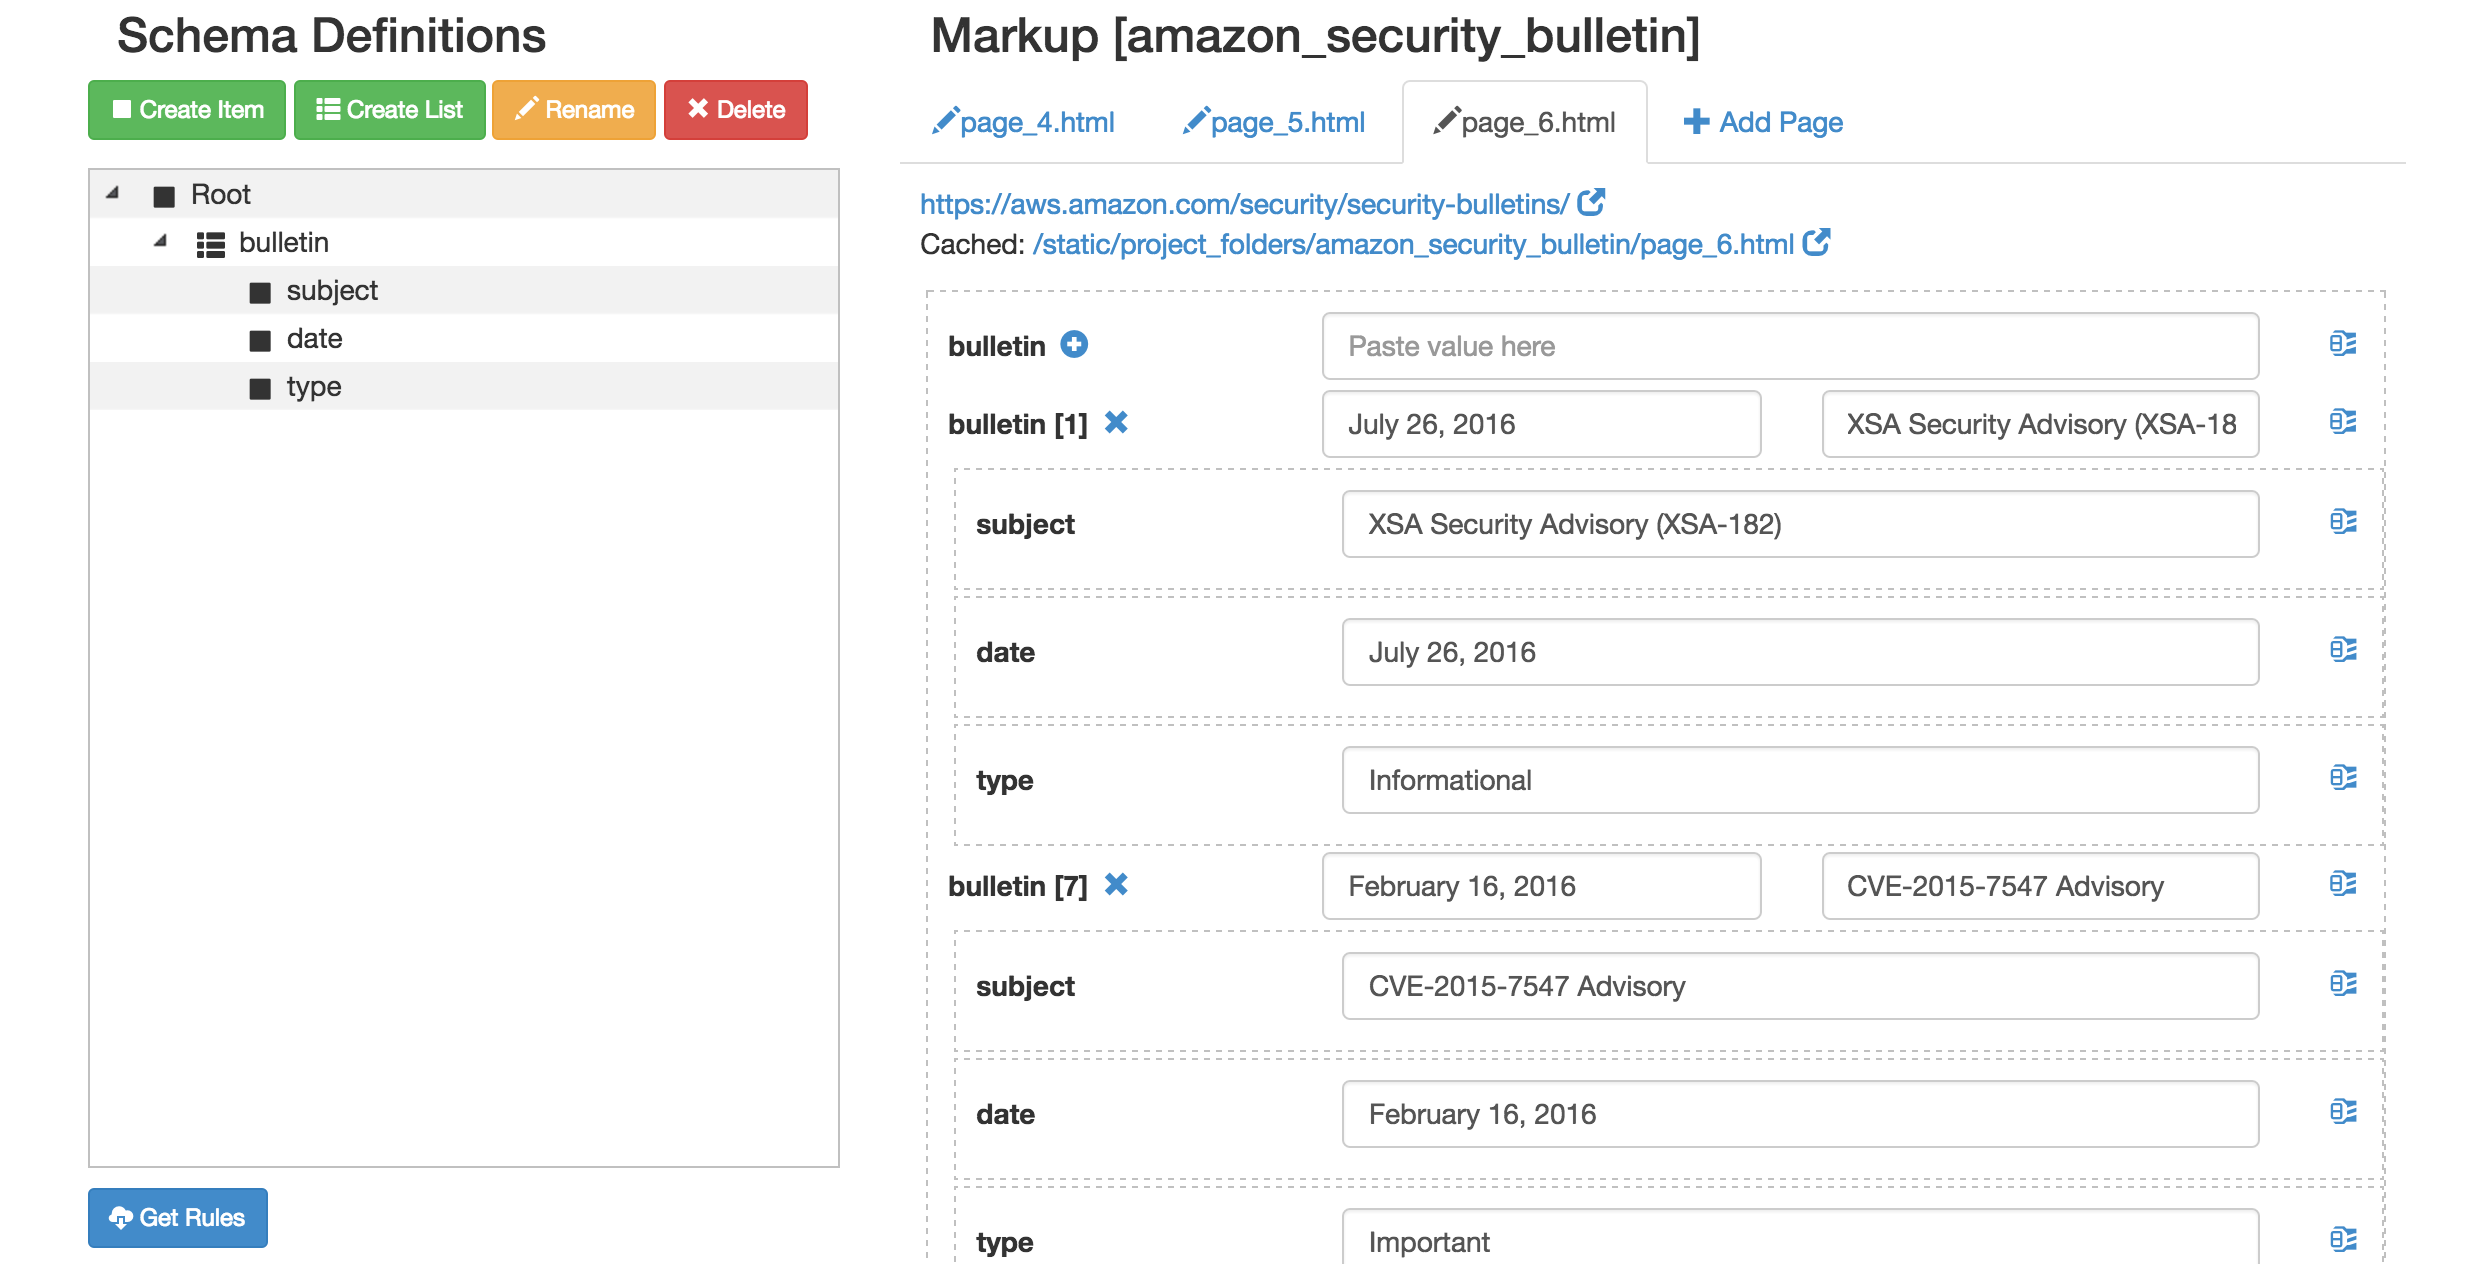 Schema Definitions
Create Item
Create List
Rename
Delete
Root
bulletin
subject
date
type
Get Rules
Markup [amazon_security_bulletin]
page_4.html
page_5.html
page_6.html
Add Page
https://aws.amazon.com/security/security-bulletins/
Cached: /static/project_folders/amazon_security_bulletin/page_6.html
bulletin Paste value here
bulletin [1] July 26, 2016 XSA Security Advisory (XSA-18
subject XSA Security Advisory (XSA-182)
date July 26, 2016
type Informational
bulletin [7] February 16, 2016 CVE-2015-7547 Advisory
subject CVE-2015-7547 Advisory
date February 16, 2016
type Important